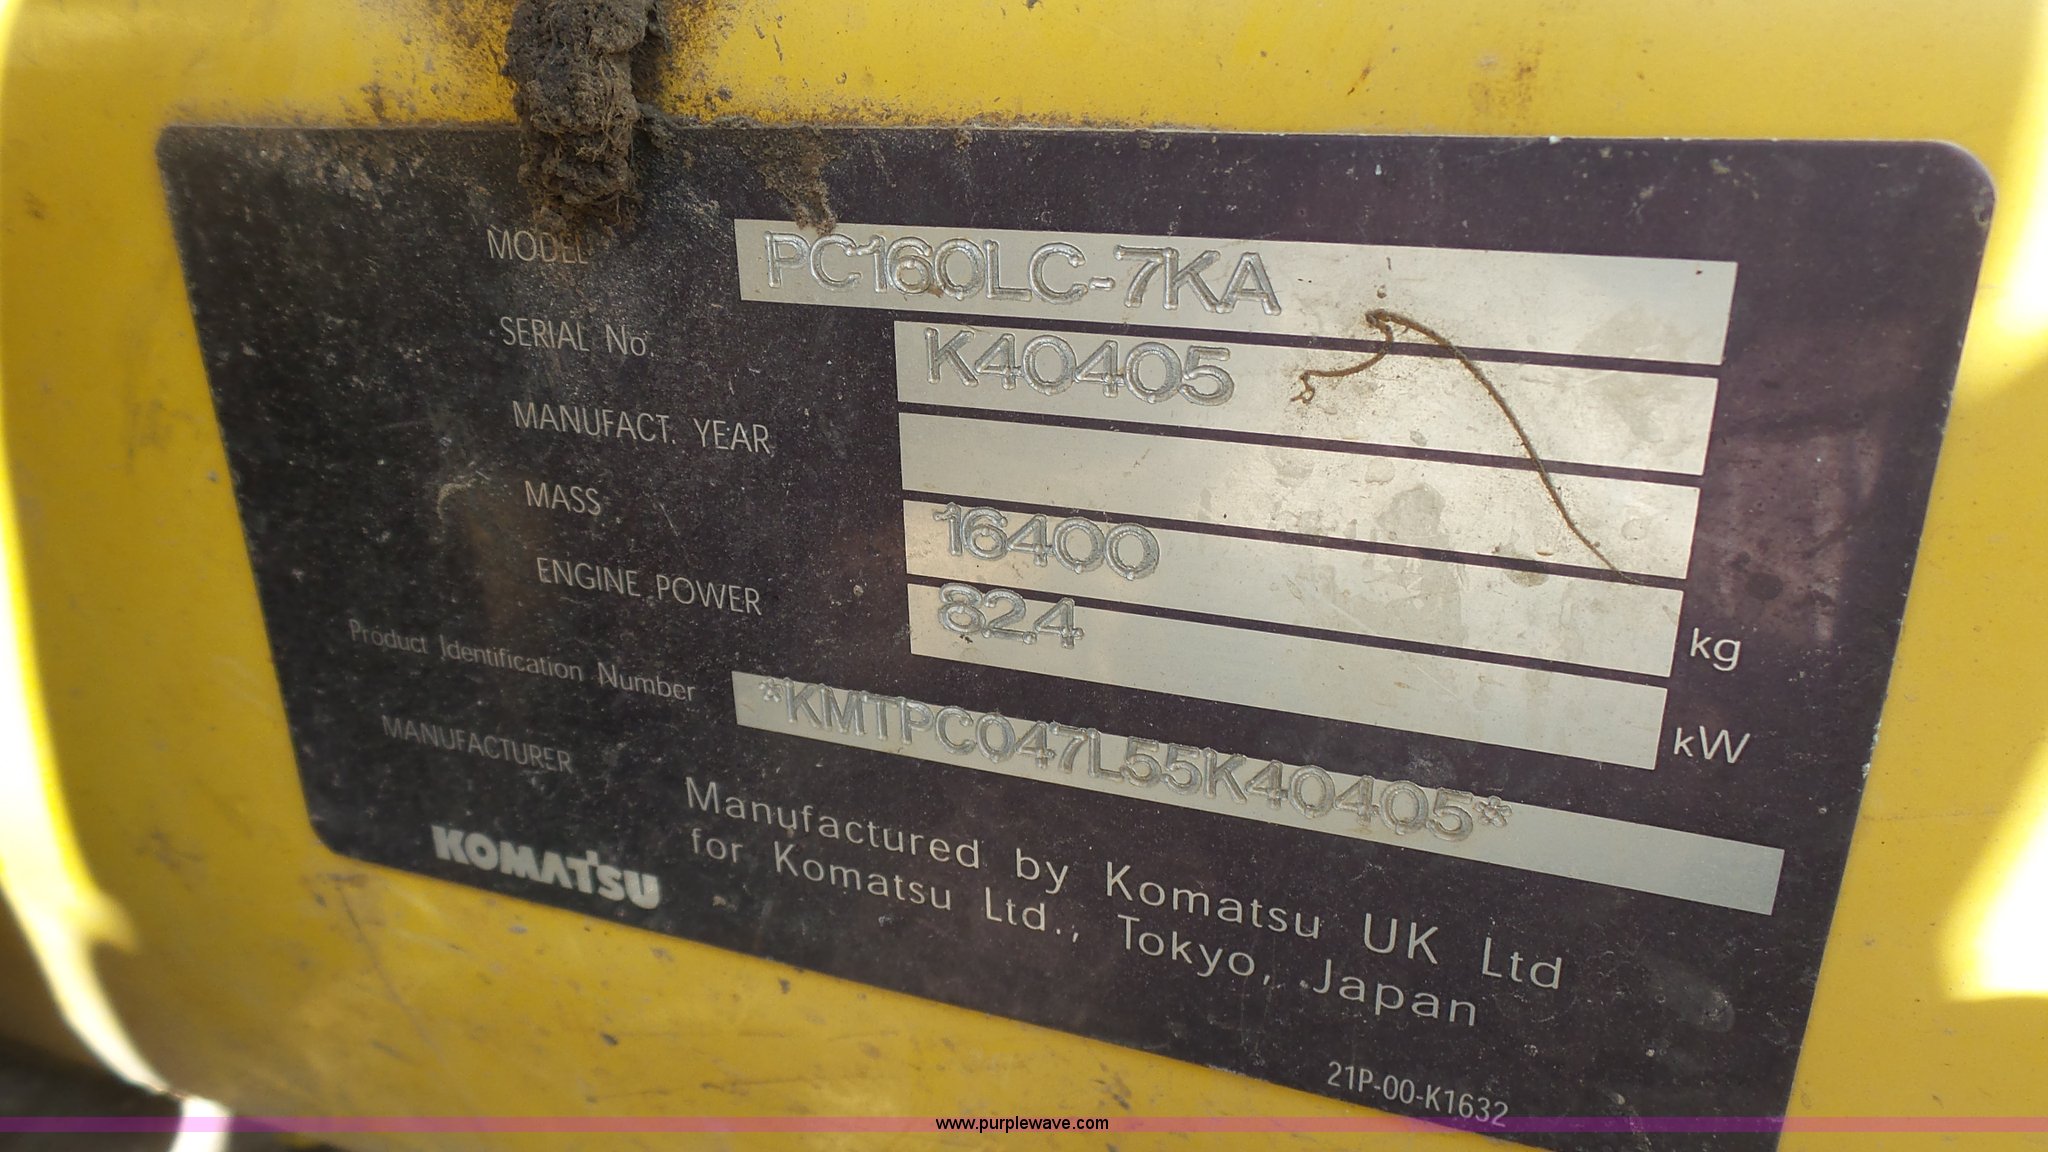 MODEL PC160LC-7KA
SERIAL No. K40405
MANUFACT. YEAR
MASS 16400 kg
ENGINE POWER 82.4 kW
Product Identification Number *KMTPC047L55K40405*
MANUFACTURER
Manufactured by Komatsu UK Ltd
for Komatsu Ltd., Tokyo, Japan
KOMATSU
21P-00-K1632
www.purplewave.com